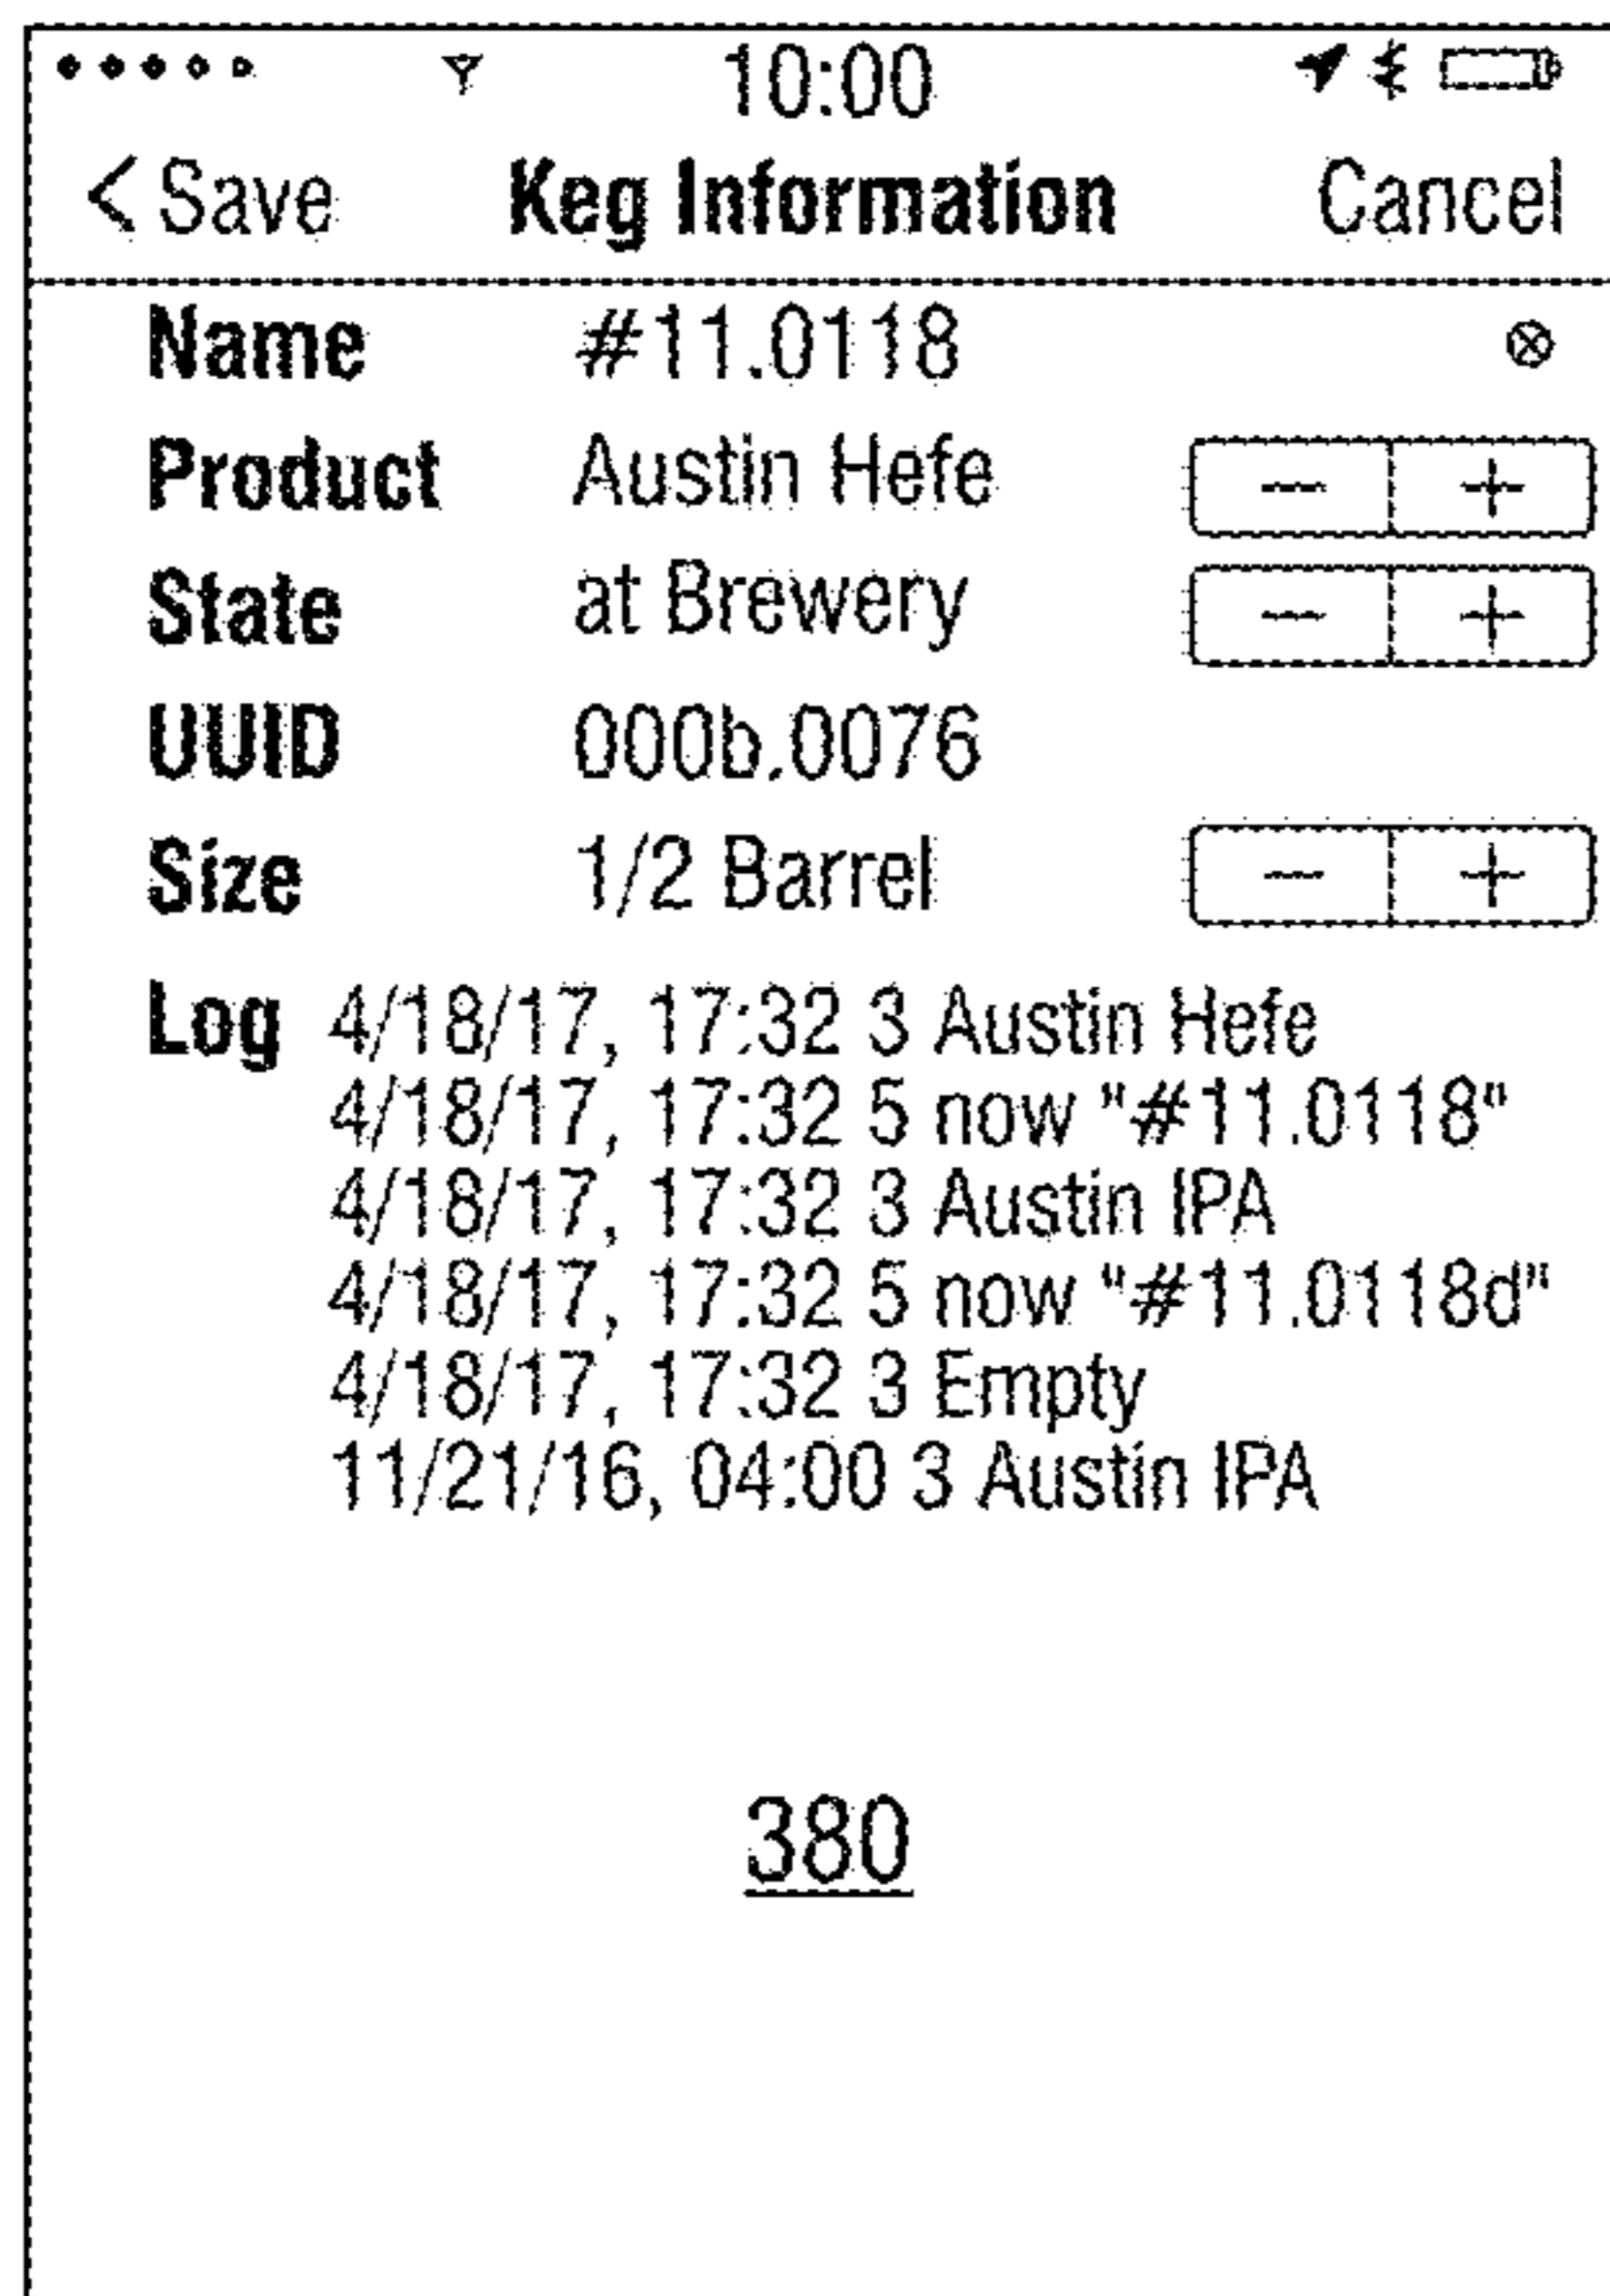 10:00
< Save Keg Information Cancel
Name #11.0118
Product Austin Hefe - +
State at Brewery - +
UUID 000b.0076
Size 1/2 Barrel - +
Log 4/18/17, 17:32 3 Austin Hefe
4/18/17, 17:32 5 now "#11.0118"
4/18/17, 17:32 3 Austin IPA
4/18/17, 17:32 5 now "#11.0118d"
4/18/17, 17:32 3 Empty
11/21/16, 04:00 3 Austin IPA
380